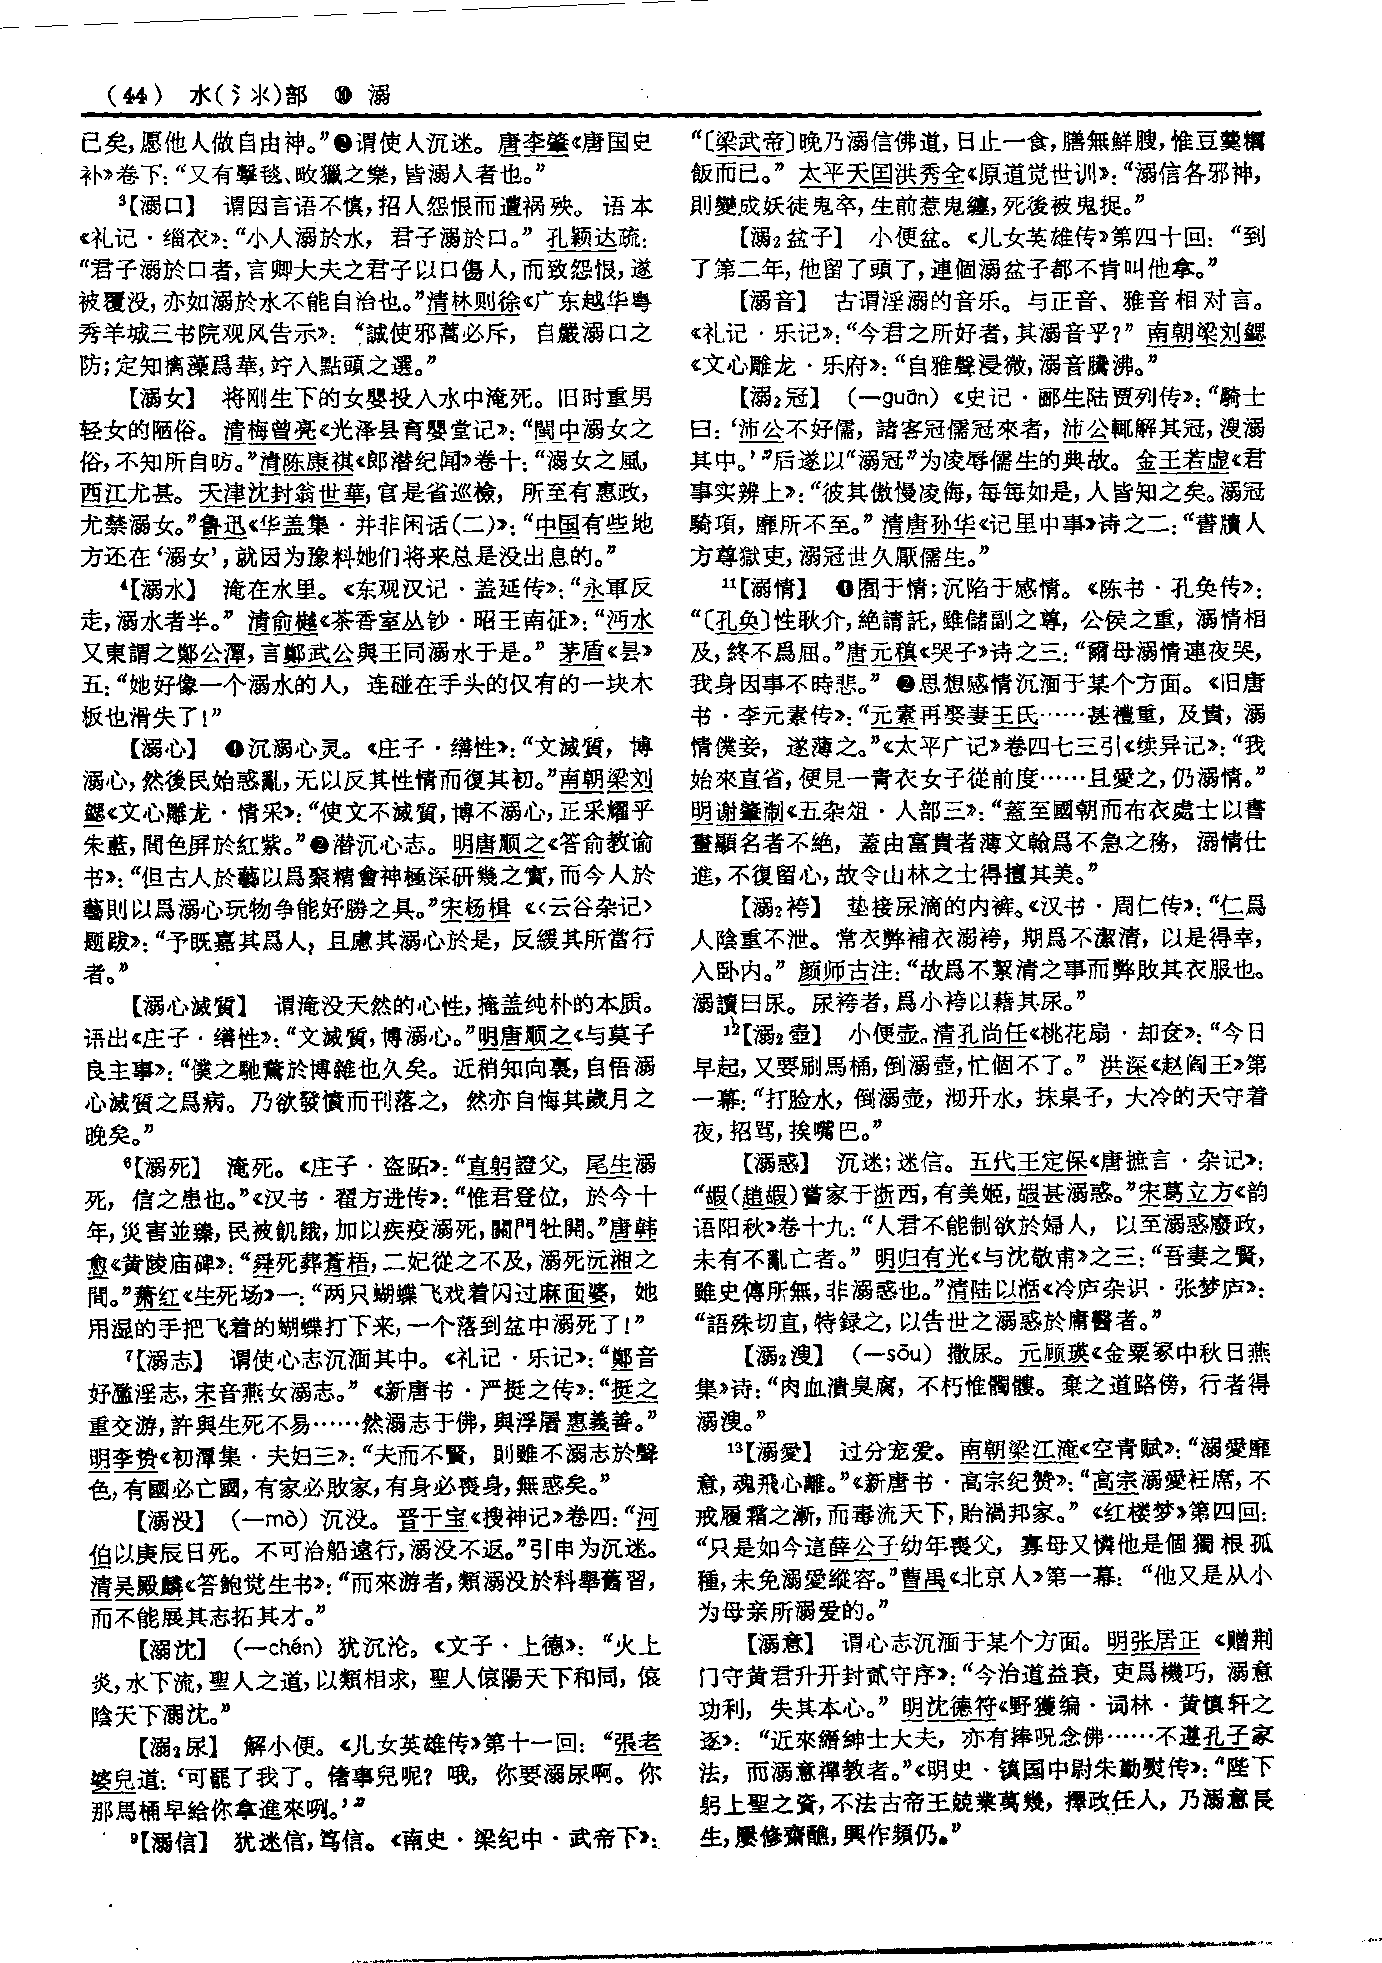 (44) 水(氵氺)部 ⑩ 溺
已矣,愿他人做自由神。”❷谓使人沉迷。唐李肇《唐国史
补》卷下:“又有擊毬、畋獵之樂,皆溺人者也。”
³【溺口】 谓因言语不慎,招人怨恨而遭祸殃。语本
《礼记·缁衣》:“小人溺於水, 君子溺於口。” 孔颖达疏:
“君子溺於口者,言卿大夫之君子以口傷人,而致怨恨,遂
被覆没,亦如溺於水不能自治也。”清林则徐《广东越华粤
秀羊城三书院观风告示》: “誠使邪蒿必斥, 自嚴溺口之
防;定知摛藻爲華,竚入點頭之選。”
【溺女】 将刚生下的女嬰投入水中淹死。旧时重男
轻女的陋俗。清梅曾亮《光泽县育嬰堂记》:“閩中溺女之
俗,不知所自昉。”清陈康祺《郎潜纪闻》卷十:“溺女之風,
西江尤甚。天津沈封翁世華,官是省巡檢, 所至有惠政,
尤禁溺女。”鲁迅《华盖集·并非闲话(二)》:“中国有些地
方还在‘溺女’,就因为豫料她们将来总是没出息的。”
⁴【溺水】 淹在水里。《东观汉记·盖延传》:“永軍反
走,溺水者半。” 清俞樾《茶香室丛钞·昭王南征》:“沔水
又東謂之鄭公潭,言鄭武公與王同溺水于是。” 茅盾《昙》
五:“她好像一个溺水的人, 连碰在手头的仅有的一块木
板也滑失了!”
【溺心】 ❶沉溺心灵。《庄子·缮性》:“文滅質, 博
溺心,然後民始惑亂,无以反其性情而復其初。”南朝梁刘
勰《文心雕龙·情采》:“使文不滅質,博不溺心,正采耀乎
朱藍,間色屏於紅紫。”❷潜沉心志。明唐顺之《答俞教谕
书》:“但古人於藝以爲聚精會神極深研幾之實,而今人於
藝則以爲溺心玩物争能好勝之具。”宋杨楫《〈云谷杂记〉
题跋》:“予既嘉其爲人,且慮其溺心於是,反緩其所當行
者。”
【溺心滅質】 谓淹没天然的心性,掩盖纯朴的本质。
语出《庄子·缮性》:“文滅質,博溺心。”明唐顺之《与莫子
良主事》:“僕之馳騖於博雜也久矣。近稍知向裏,自悟溺
心滅質之爲病。乃欲發憤而刊落之, 然亦自悔其歲月之
晚矣。”
⁶【溺死】 淹死。《庄子·盗跖》:“直躬證父, 尾生溺
死, 信之患也。”《汉书·翟方进传》:“惟君登位, 於今十
年,災害並臻,民被飢餓,加以疾疫溺死,關門牡開。”唐韩
愈《黄陵庙碑》:“舜死葬蒼梧,二妃從之不及,溺死沅湘之
間。”萧红《生死场》一:“两只蝴蝶飞戏着闪过麻面婆, 她
用湿的手把飞着的蝴蝶打下来,一个落到盆中溺死了!”
⁷【溺志】 谓使心志沉湎其中。《礼记·乐记》:“鄭音
好濫淫志,宋音燕女溺志。” 《新唐书·严挺之传》:“挺之
重交游,許與生死不易……然溺志于佛,與浮屠惠義善。”
明李贽《初潭集·夫妇三》:“夫而不賢, 則雖不溺志於聲
色,有國必亡國,有家必敗家,有身必喪身,無惑矣。”
【溺没】 (—mò) 沉没。晋干宝《搜神记》卷四:“河
伯以庚辰日死。不可治船遠行,溺没不返。”引申为沉迷。
清吴殿麟《答鲍觉生书》:“而來游者,類溺没於科舉舊習,
而不能展其志拓其才。”
【溺沈】 (—chén) 犹沉沦。《文子·上德》: “火上
炎,水下流,聖人之道,以類相求, 聖人偯陽天下和同, 偯
陰天下溺沈。”
【溺₂尿】 解小便。《儿女英雄传》第十一回: “張老
婆兒道:‘可罷了我了。偺事兒呢?哦, 你要溺尿啊。你
那馬桶早給你拿進來咧。’”
⁹【溺信】 犹迷信,笃信。《南史·梁纪中·武帝下》:
“〔梁武帝〕晚乃溺信佛道,日止一食,膳無鮮腴,惟豆羹糲
飯而已。” 太平天囯洪秀全《原道觉世训》:“溺信各邪神,
則變成妖徒鬼卒,生前惹鬼纏,死後被鬼捉。”
【溺₂盆子】 小便盆。《儿女英雄传》第四十回: “到
了第二年,他留了頭了,連個溺盆子都不肯叫他拿。”
【溺音】 古谓淫溺的音乐。与正音、雅音相对言。
《礼记·乐记》:“今君之所好者,其溺音乎?” 南朝梁刘勰
《文心雕龙·乐府》:“自雅聲浸微,溺音騰沸。”
【溺₂冠】 (—guān) 《史记·郦生陆贾列传》:“騎士
曰:‘沛公不好儒, 諸客冠儒冠來者, 沛公輒解其冠,溲溺
其中。’”后遂以“溺冠”为凌辱儒生的典故。金王若虚《君
事实辨上》:“彼其傲慢凌侮,每每如是,人皆知之矣。溺冠
騎項, 靡所不至。” 清唐孙华《记里中事》诗之二:“書牘人
方尊獄吏,溺冠世久厭儒生。”
¹¹【溺情】 ❶囿于情;沉陷于感情。《陈书·孔奂传》:
“〔孔奂〕性耿介,絶請託,雖儲副之尊, 公侯之重, 溺情相
及,終不爲屈。”唐元稹《哭子》诗之三:“爾母溺情連夜哭,
我身因事不時悲。” ❷思想感情沉湎于某个方面。《旧唐
书·李元素传》:“元素再娶妻王氏……甚禮重, 及貴, 溺
情僕妾, 遂薄之。”《太平广记》卷四七三引《续异记》:“我
始來直省,便見一青衣女子從前度……且愛之,仍溺情。”
明谢肇淛《五杂俎·人部三》:“蓋至國朝而布衣處士以書
畫顯名者不絶, 蓋由富貴者薄文翰爲不急之務, 溺情仕
進,不復留心,故令山林之士得擅其美。”
【溺₂袴】 垫接尿滴的内裤。《汉书·周仁传》:“仁爲
人陰重不泄。常衣弊補衣溺袴, 期爲不潔清, 以是得幸,
入卧内。” 颜师古注:“故爲不絜清之事而弊敗其衣服也。
溺讀曰尿。尿袴者,爲小袴以藉其尿。”
¹²【溺₂壺】 小便壶。清孔尚任《桃花扇·却奁》:“今日
早起,又要刷馬桶,倒溺壺,忙個不了。” 洪深《赵阎王》第
一幕:“打脸水, 倒溺壶, 沏开水, 抹桌子, 大冷的天守着
夜,招骂,挨嘴巴。”
【溺惑】 沉迷;迷信。五代王定保《唐摭言·杂记》:
“嘏(趙嘏)嘗家于浙西,有美姬,嘏甚溺惑。”宋葛立方《韵
语阳秋》卷十九:“人君不能制欲於婦人, 以至溺惑廢政,
未有不亂亡者。” 明归有光《与沈敬甫》之三:“吾妻之賢,
雖史傳所無,非溺惑也。”清陆以湉《冷庐杂识·张梦庐》:
“語殊切直,特録之,以告世之溺惑於庸醫者。”
【溺₂溲】 (—sōu) 撒尿。元顾瑛《金粟冢中秋日燕
集》诗:“肉血潰臭腐, 不朽惟髑髏。棄之道路傍,行者得
溺溲。”
¹³【溺愛】 过分宠爱。南朝梁江淹《空青赋》:“溺愛靡
意,魂飛心離。”《新唐书·高宗纪赞》:“高宗溺愛衽席,不
戒履霜之漸,而毒流天下,貽禍邦家。” 《红楼梦》第四回:
“只是如今這薛公子幼年喪父, 寡母又憐他是個獨根孤
種,未免溺愛縱容。”曹禺《北京人》第一幕: “他又是从小
为母亲所溺爱的。”
【溺意】 谓心志沉湎于某个方面。明张居正《赠荆
门守黄君升开封贰守序》:“今治道益衰, 吏爲機巧, 溺意
功利, 失其本心。” 明沈德符《野獲编·词林·黄慎轩之
逐》: “近來縉紳士大夫, 亦有捧呪念佛……不遵孔子家
法, 而溺意禪教者。”《明史·镇国中尉朱勤熨传》:“陛下
躬上聖之資,不法古帝王兢業萬幾, 擇政任人, 乃溺意長
生,屢修齋醮,興作頻仍。”